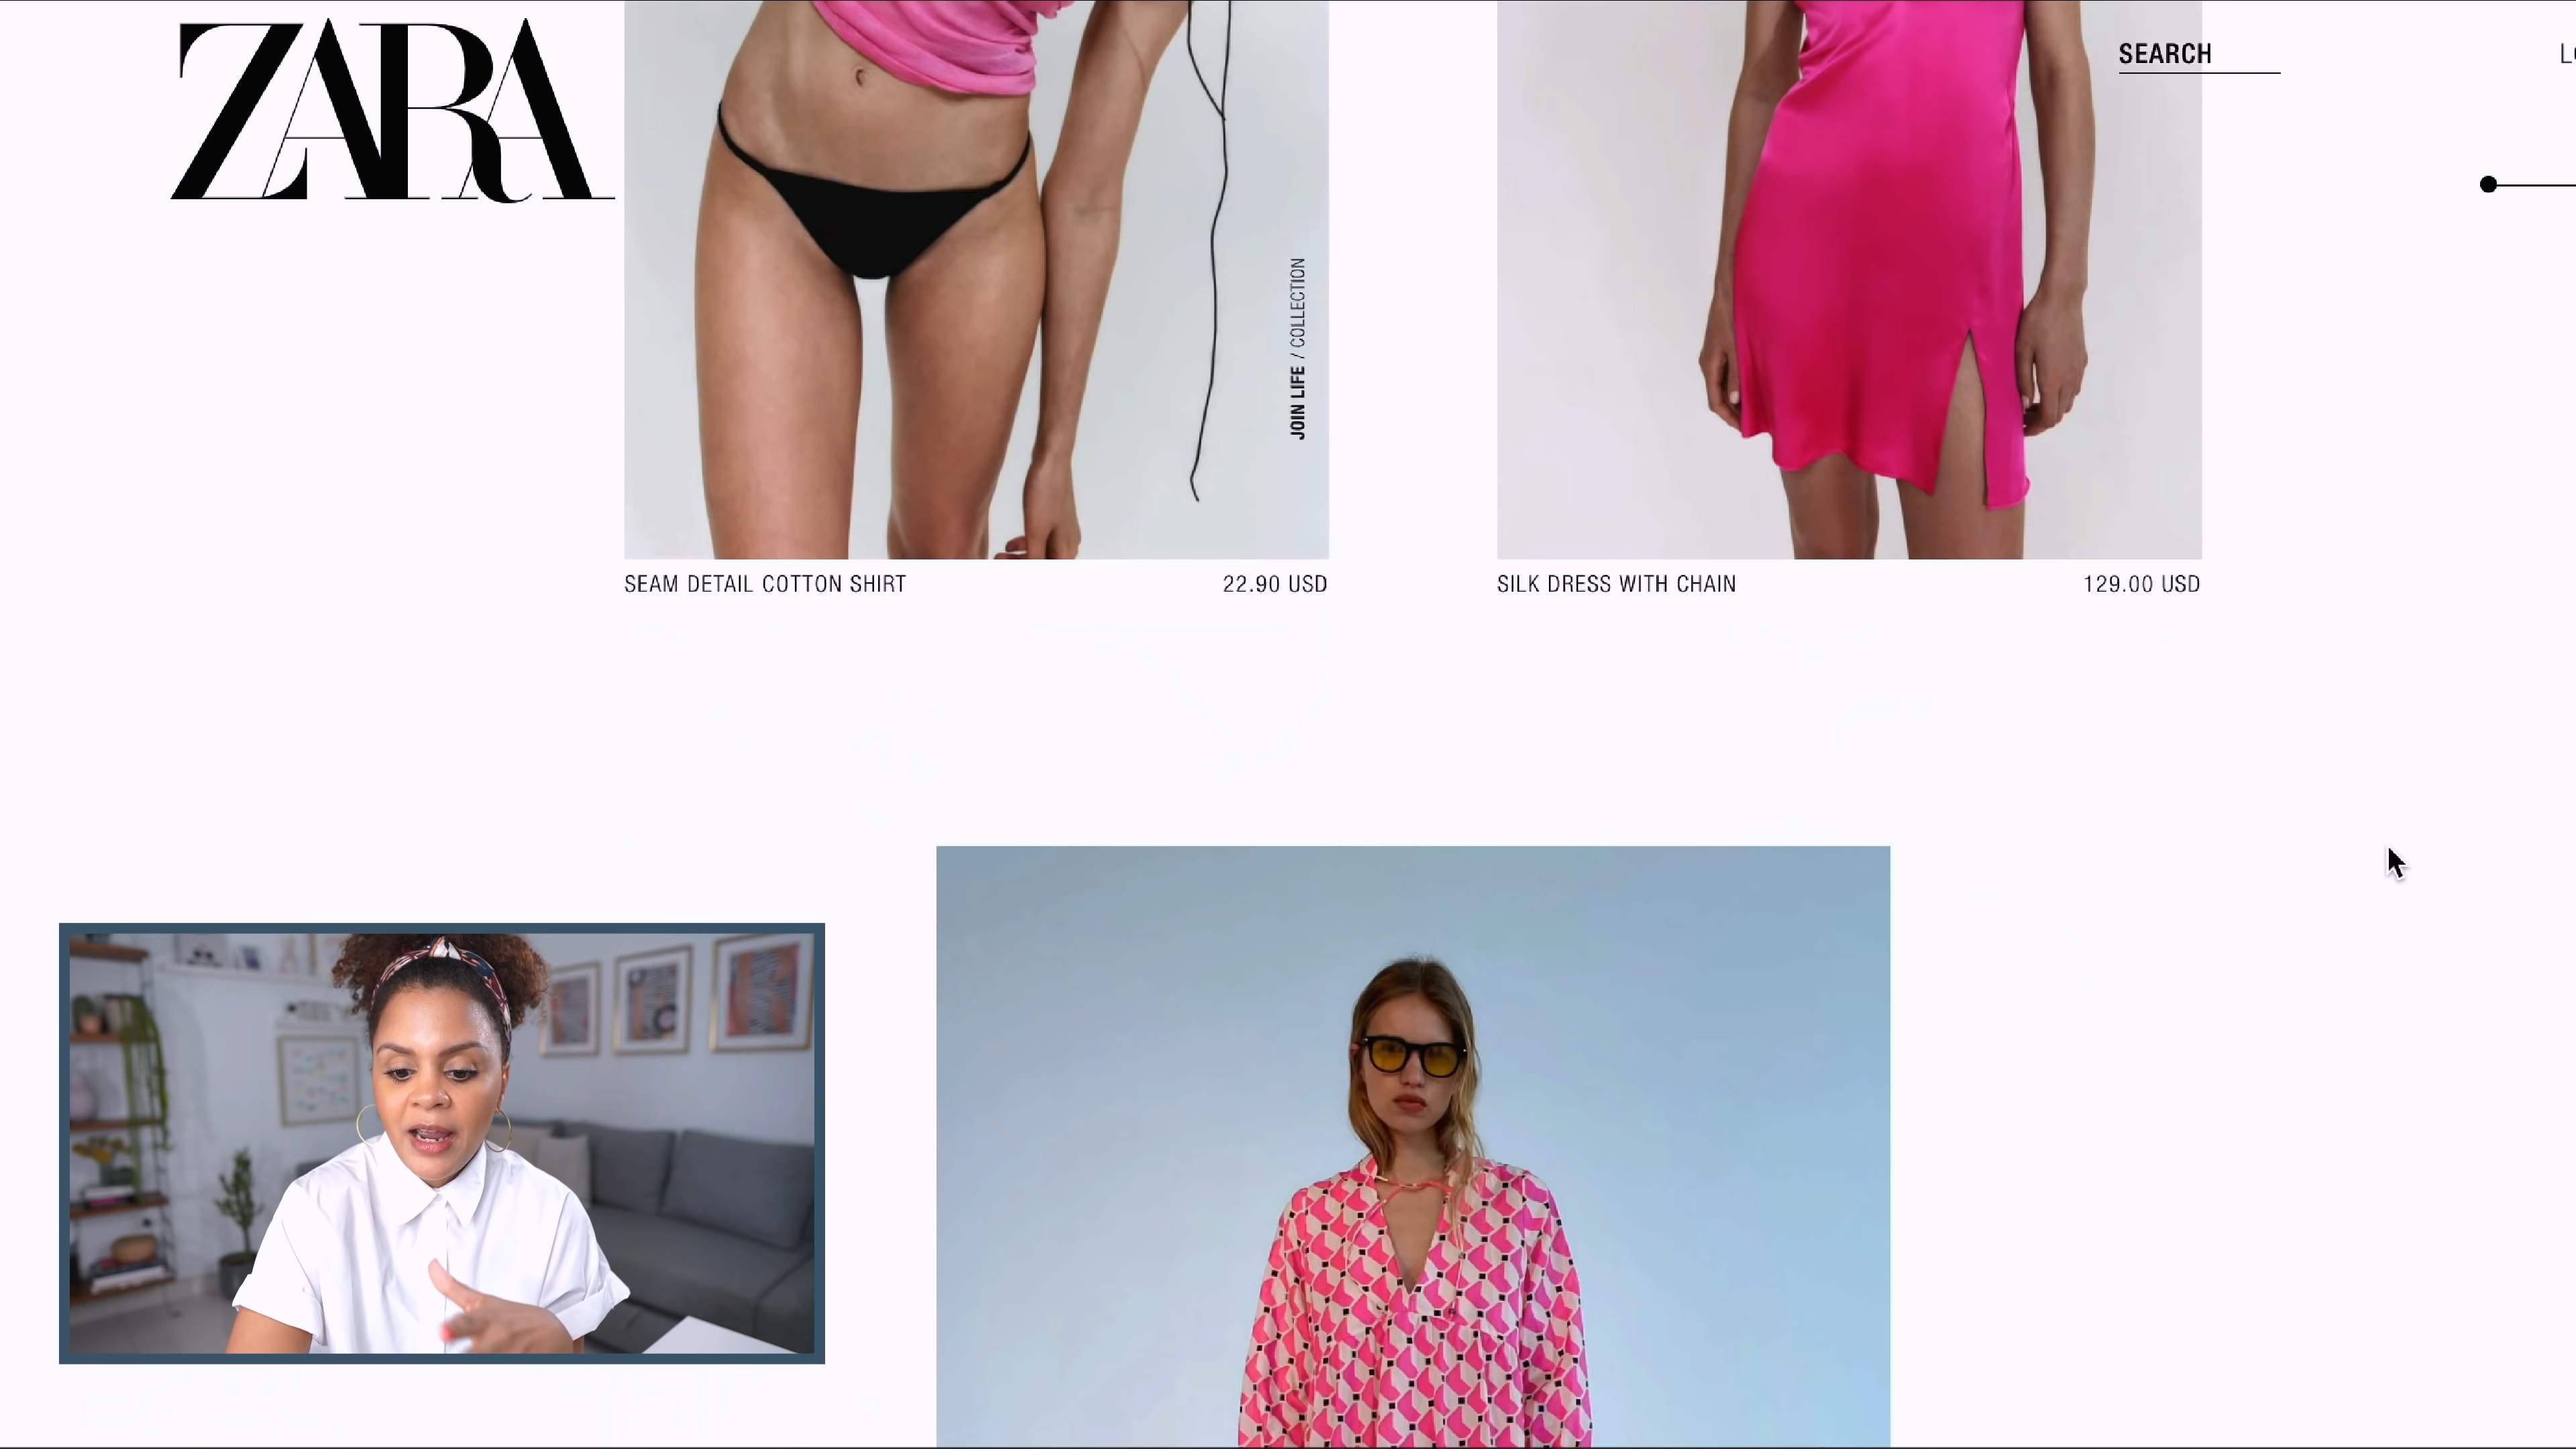 ZARA
SEARCH
JOIN LIFE / COLLECTION
SEAM DETAIL COTTON SHIRT 22.90 USD
SILK DRESS WITH CHAIN 129.00 USD